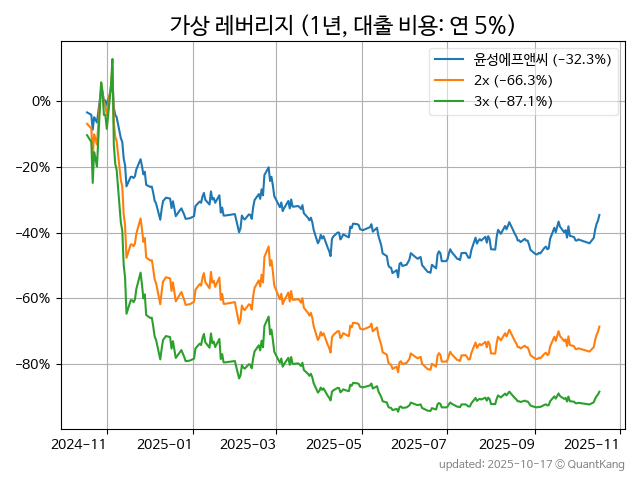 가상 레버리지 (1년, 대출 비용: 연 5%)
윤성에프앤씨 (−32.3%)
2x (−66.3%)
3x (−87.1%)
0%
−20%
−40%
−60%
−80%
2024-11
2025-01
2025-03
2025-05
2025-07
2025-09
2025-11
updated: 2025-10-17 © QuantKang